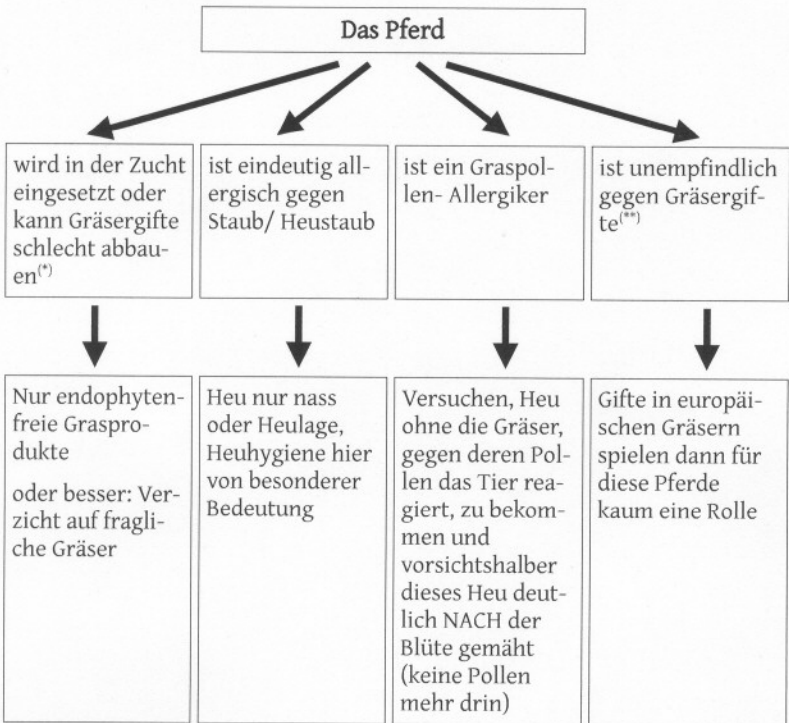 Das Pferd
wird in der Zucht
eingesetzt oder
kann Gräsergifte
schlecht abbau-
en(*)
ist eindeutig all-
ergisch gegen
Staub/ Heustaub
ist ein Graspol-
len- Allergiker
ist unempfindlich
gegen Gräsergif-
te(**)
Nur endophyten-
freie Graspro-
dukte
oder besser: Ver-
zicht auf fragli-
che Gräser
Heu nur nass
oder Heulage,
Heuhygiene hier
von besonderer
Bedeutung
Versuchen, Heu
ohne die Gräser,
gegen deren Pol-
len das Tier rea-
giert, zu bekom-
men und
vorsichtshalber
dieses Heu deut-
lich NACH der
Blüte gemäht
(keine Pollen
mehr drin)
Gifte in europäi-
schen Gräsern
spielen dann für
diese Pferde
kaum eine Rolle